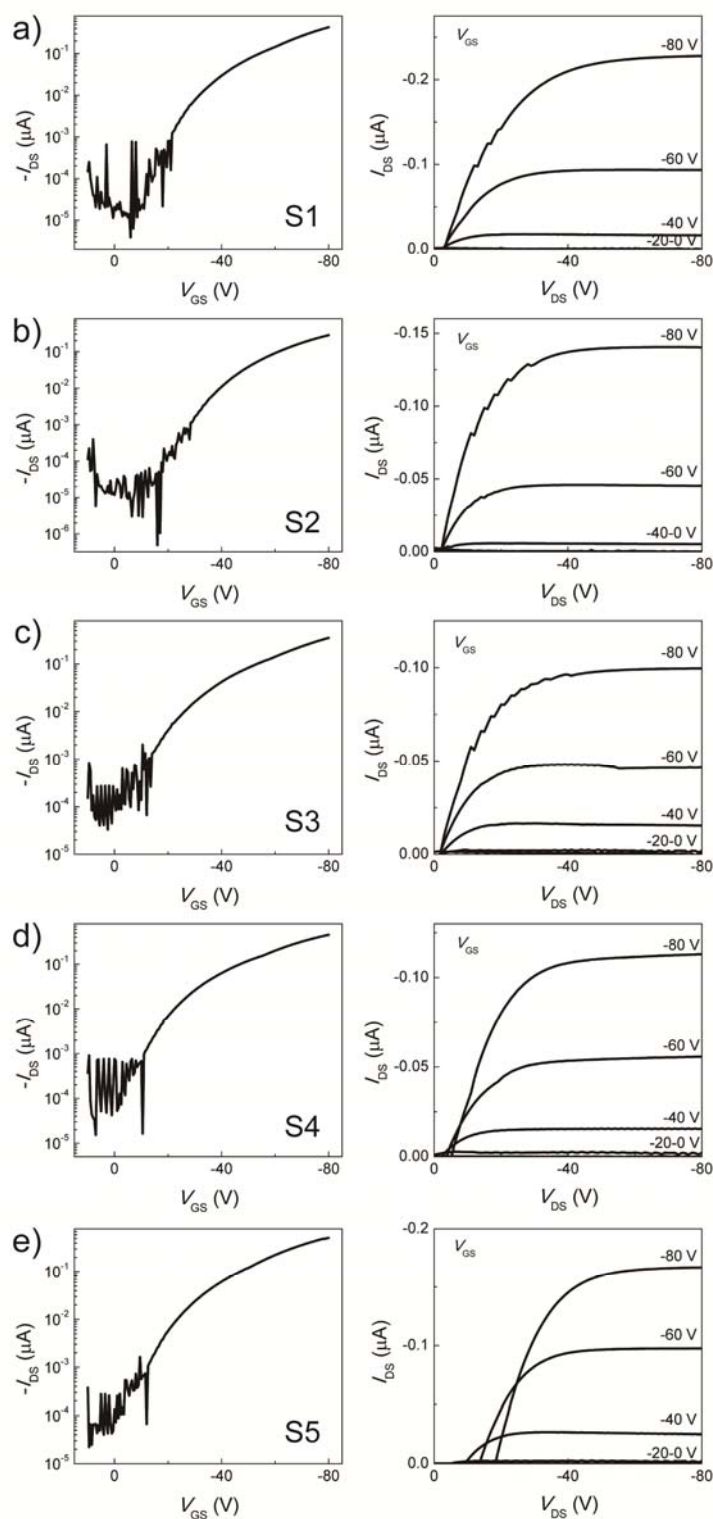 a)
10⁻¹
10⁻²
10⁻³
10⁻⁴
10⁻⁵
-I_DS (μA)
0
-40
-80
V_GS (V)
S1
V_GS
-80 V
-60 V
-40 V
-20-0 V
-0.2
-0.1
0.0
I_DS (μA)
0
-40
-80
V_DS (V)
b)
10⁻¹
10⁻²
10⁻³
10⁻⁴
10⁻⁵
10⁻⁶
-I_DS (μA)
0
-40
-80
V_GS (V)
S2
V_GS
-80 V
-60 V
-40-0 V
-0.15
-0.10
-0.05
0.00
I_DS (μA)
0
-40
-80
V_DS (V)
c)
10⁻¹
10⁻²
10⁻³
10⁻⁴
10⁻⁵
-I_DS (μA)
0
-40
-80
V_GS (V)
S3
V_GS
-80 V
-60 V
-40 V
-20-0 V
-0.10
-0.05
0.00
I_DS (μA)
0
-40
-80
V_DS (V)
d)
10⁻¹
10⁻²
10⁻³
10⁻⁴
10⁻⁵
-I_DS (μA)
0
-40
-80
V_GS (V)
S4
V_GS
-80 V
-60 V
-40 V
-20-0 V
-0.10
-0.05
0.00
I_DS (μA)
0
-40
-80
V_DS (V)
e)
10⁻¹
10⁻²
10⁻³
10⁻⁴
10⁻⁵
-I_DS (μA)
0
-40
-80
V_GS (V)
S5
V_GS
-80 V
-60 V
-40 V
-20-0 V
-0.2
-0.1
0.0
I_DS (μA)
0
-40
-80
V_DS (V)